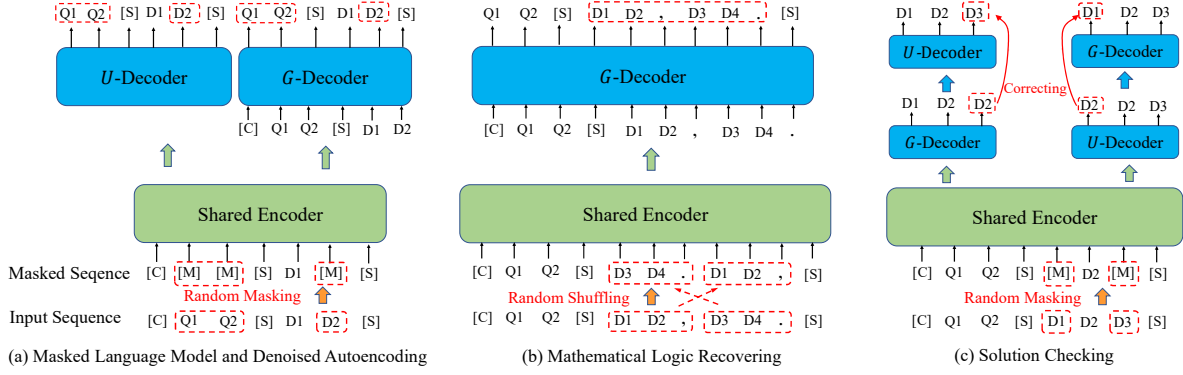 Q1 Q2 [S] D1 D2 [S] Q1 Q2 [S] D1 D2 [S]
U-Decoder G-Decoder
[C] Q1 Q2 [S] D1 D2
Shared Encoder
Masked Seqence [C] [M] [M] [S] D1 [M] [S]
Random Masking
Input Sequence [C] Q1 Q2 [S] D1 D2 [S]
(a) Masked Language Model and Denoised Autoencoding
Q1 Q2 [S] D1 D2 , D3 D4 . [S]
G-Decoder
[C] Q1 Q2 [S] D1 D2 , D3 D4 .
Shared Encoder
[C] Q1 Q2 [S] D3 D4 . D1 D2 , [S]
Random Shuffling
[C] Q1 Q2 [S] D1 D2 , D3 D4 . [S]
(b) Mathematical Logic Recovering
D1 D2 D3 D1 D2 D3
U-Decoder G-Decoder
Correcting
D1 D2 D2 D2 D2 D3
G-Decoder U-Decoder
Shared Encoder
[C] Q1 Q2 [S] [M] D2 [M] [S]
Random Masking
[C] Q1 Q2 [S] D1 D2 D3 [S]
(c) Solution Checking